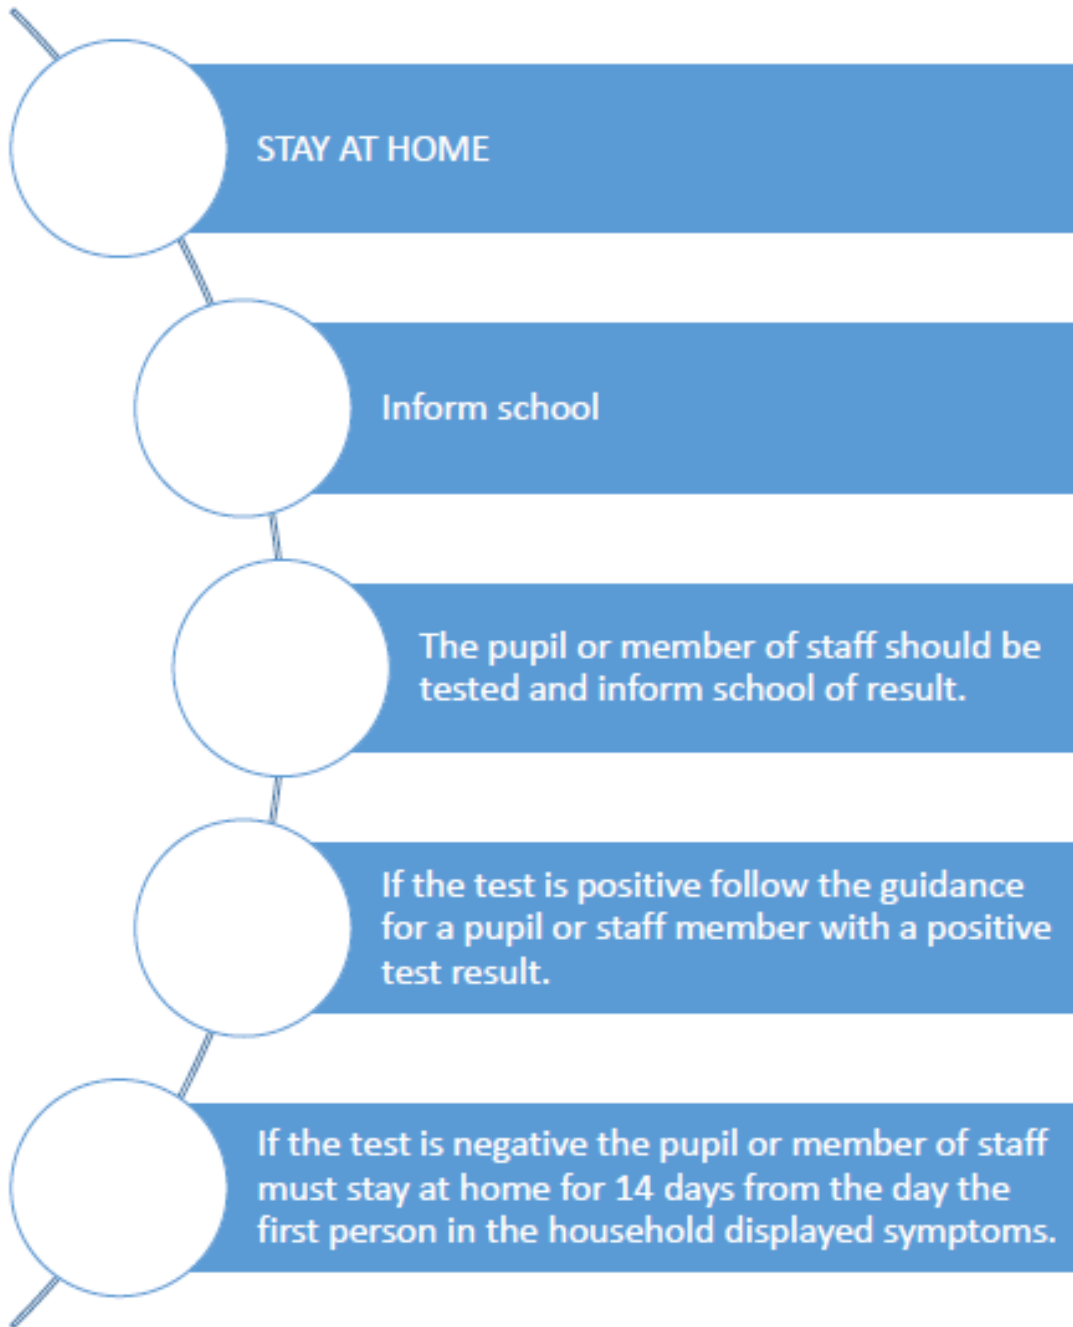 STAY AT HOME
Inform school
The pupil or member of staff should be
tested and inform school of result.
If the test is positive follow the guidance
for a pupil or staff member with a positive
test result.
If the test is negative the pupil or member of staff
must stay at home for 14 days from the day the
first person in the household displayed symptoms.